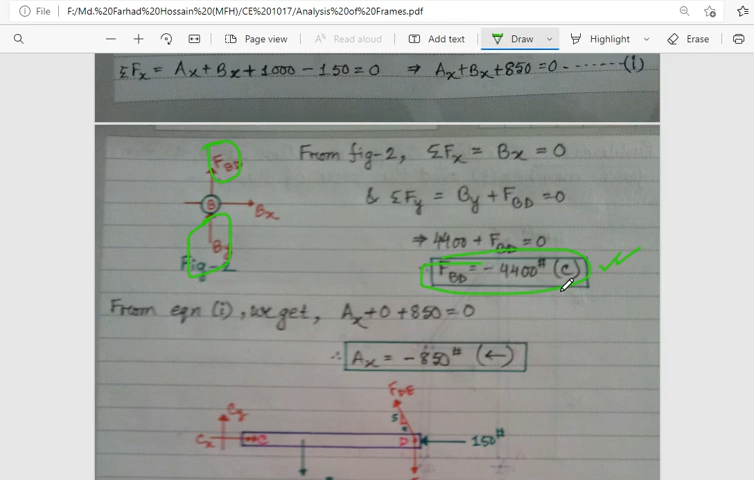 File F:/Md.%20Farhad%20Hossain%20(MFH)/CE%201017/Analysis%20of%20Frames.pdf
Page view Read aloud Add text Draw Highlight Erase
ΣFx = Ax+Bx+1000-150=0 ⇒ Ax+Bx+850=0-------(i)
FBD From fig-2, ΣFx = Bx = 0
B Bx & ΣFy = By + FBD =0
By ⇒ 4400 + FBD =0
Fig-2 FBD = -4400# (C)
From eqn (i), we get, Ax+0+850=0
∴ Ax = -850# (←)
FDE
Cy 5
Cx C D 150#